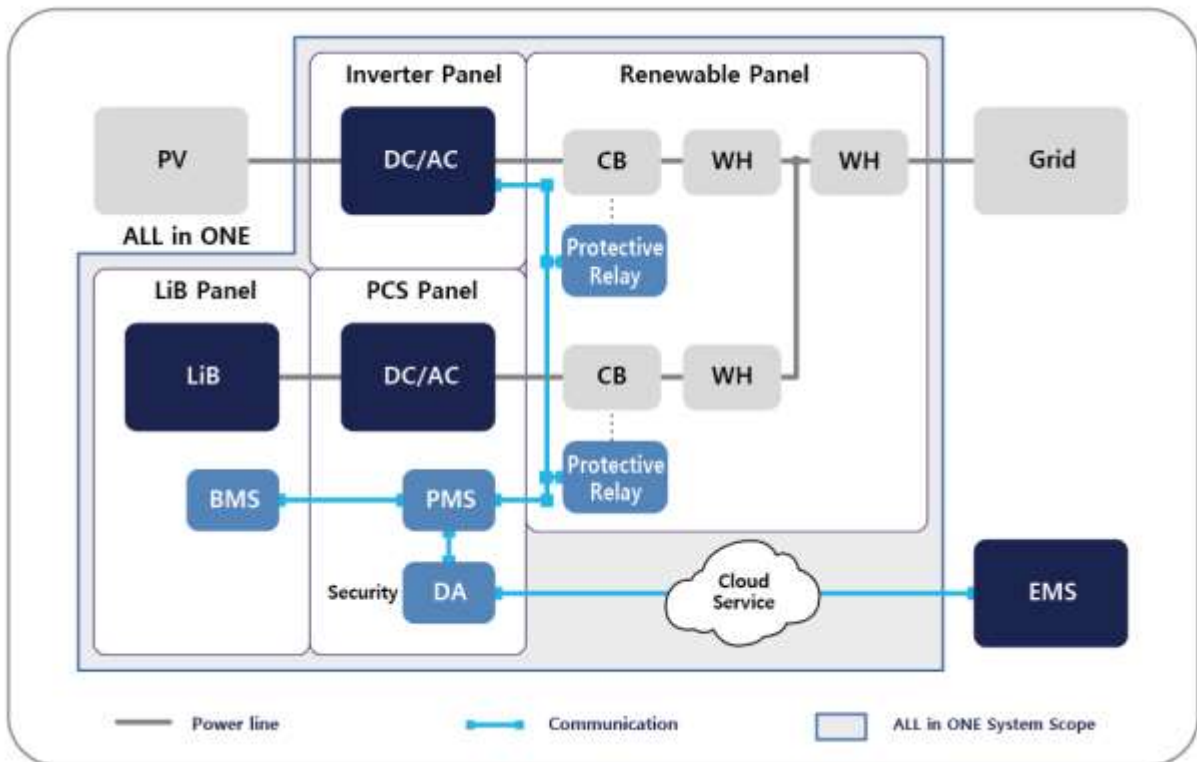 Inverter Panel
Renewable Panel
PV
DC/AC
CB
WH
WH
Grid
ALL in ONE
Protective
Relay
LiB Panel
PCS Panel
LiB
DC/AC
CB
WH
Protective
Relay
BMS
PMS
Security
DA
Cloud
Service
EMS
Power line
Communication
ALL in ONE System Scope